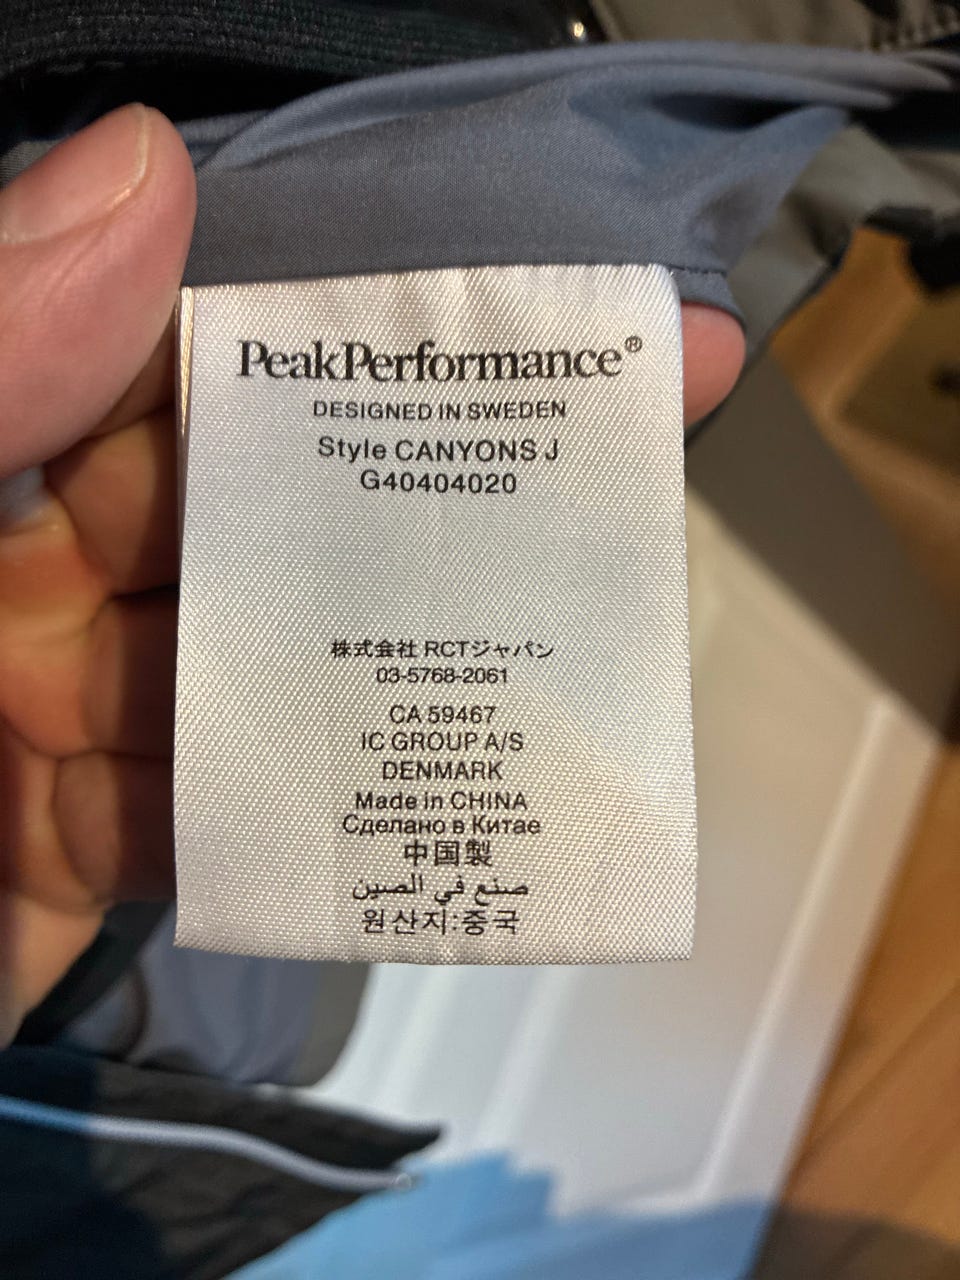 PeakPerformance®
DESIGNED IN SWEDEN
Style CANYONS J
G40404020
株式会社 RCTジャパン
03-5768-2061
CA 59467
IC GROUP A/S
DENMARK
Made in CHINA
Сделано в Китае
中国製
صنع في الصين
원산지:중국